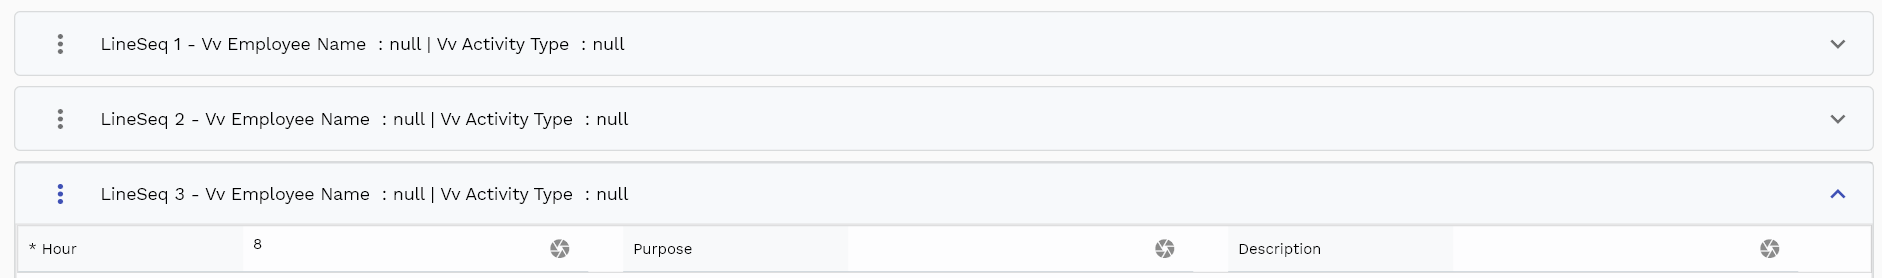 LineSeq 1 - Vv Employee Name : null | Vv Activity Type : null
LineSeq 2 - Vv Employee Name : null | Vv Activity Type : null
LineSeq 3 - Vv Employee Name : null | Vv Activity Type : null
* Hour 8 Purpose Description